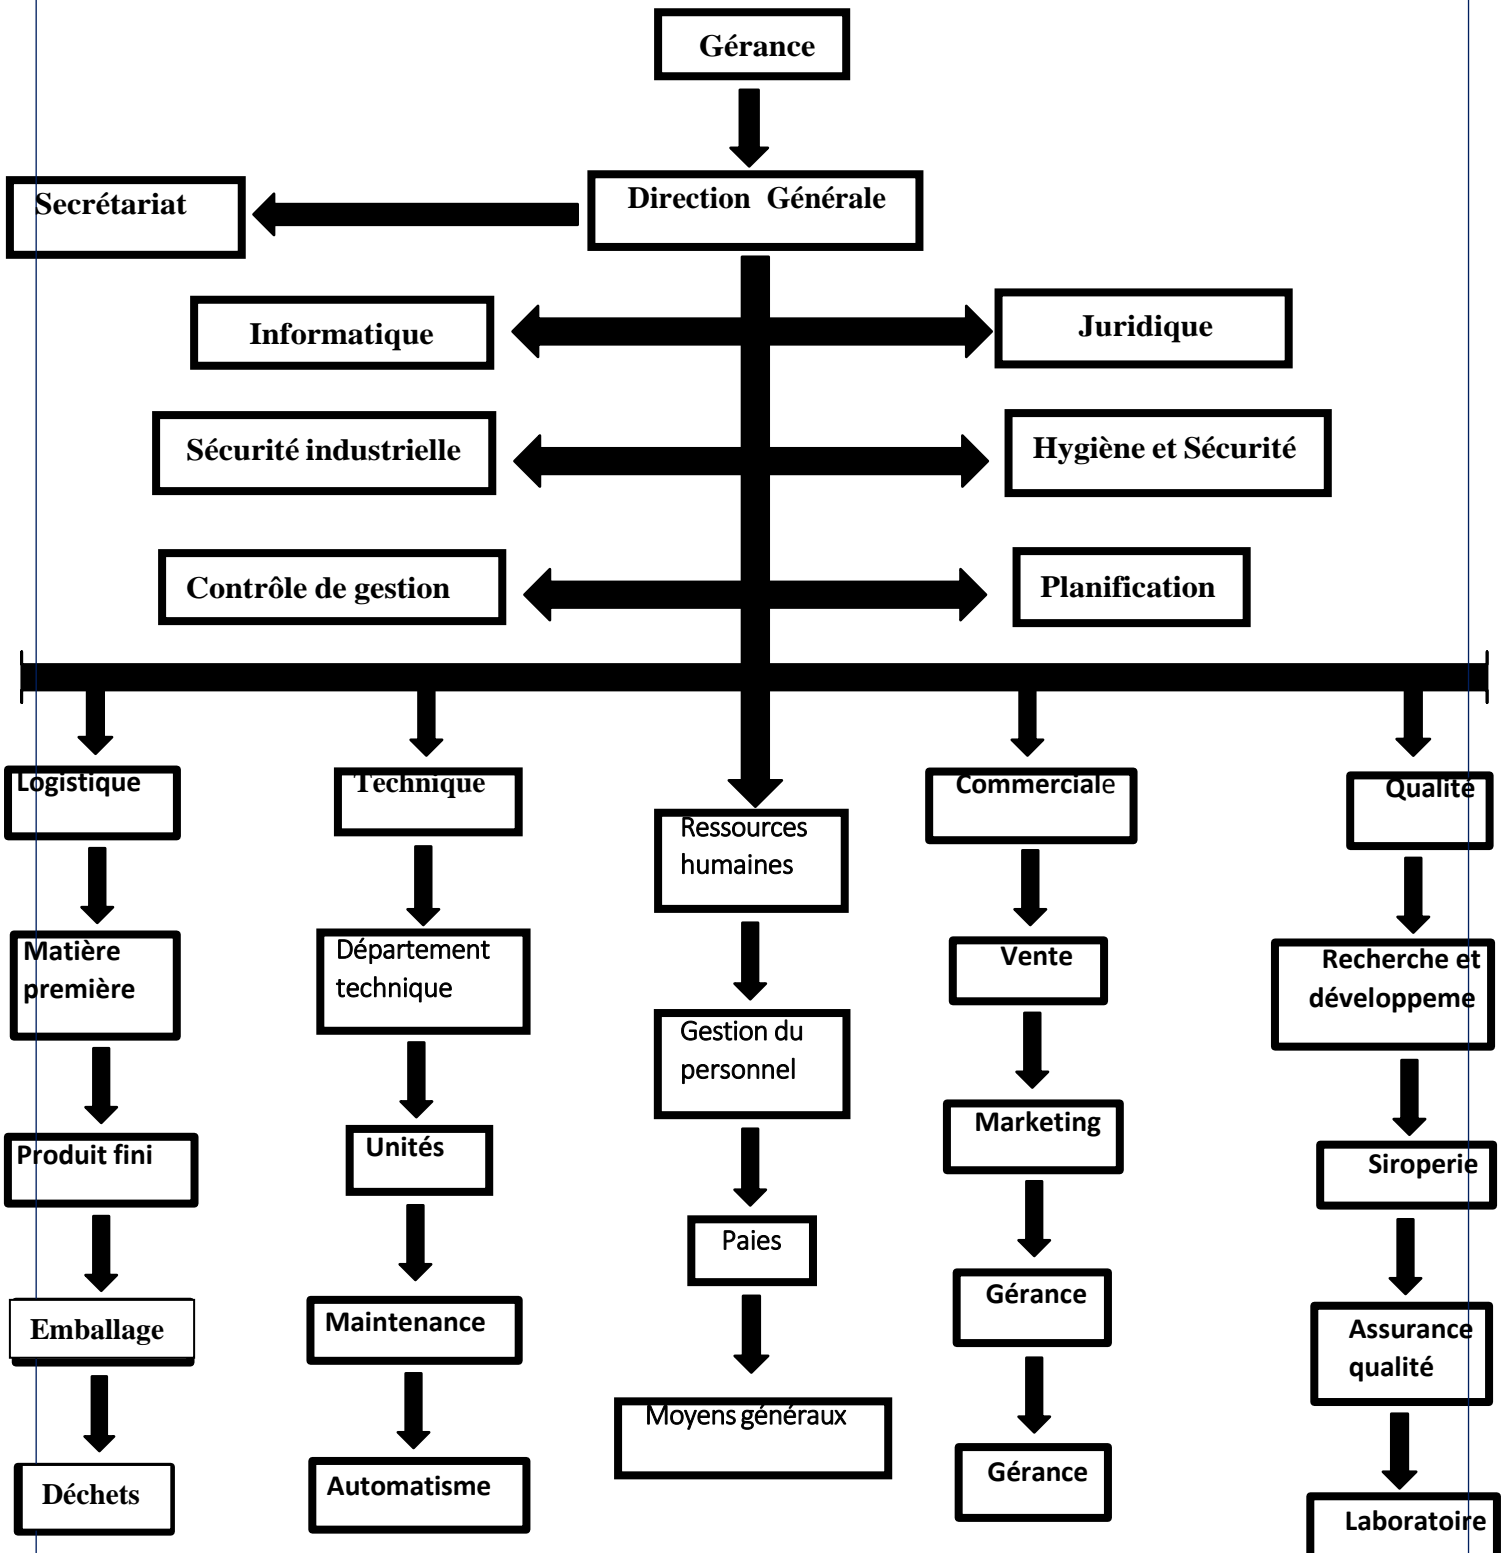 Gérance
Direction Générale
Secrétariat
Informatique
Juridique
Sécurité industrielle
Hygiène et Sécurité
Contrôle de gestion
Planification
Logistique
Technique
Ressources
humaines
Commerciale
Qualité
Matière
première
Département
technique
Gestion du
personnel
Vente
Recherche et
développeme
Produit fini
Unités
Paies
Marketing
Siroperie
Emballage
Maintenance
Moyens généraux
Gérance
Assurance
qualité
Déchets
Automatisme
Gérance
Laboratoire